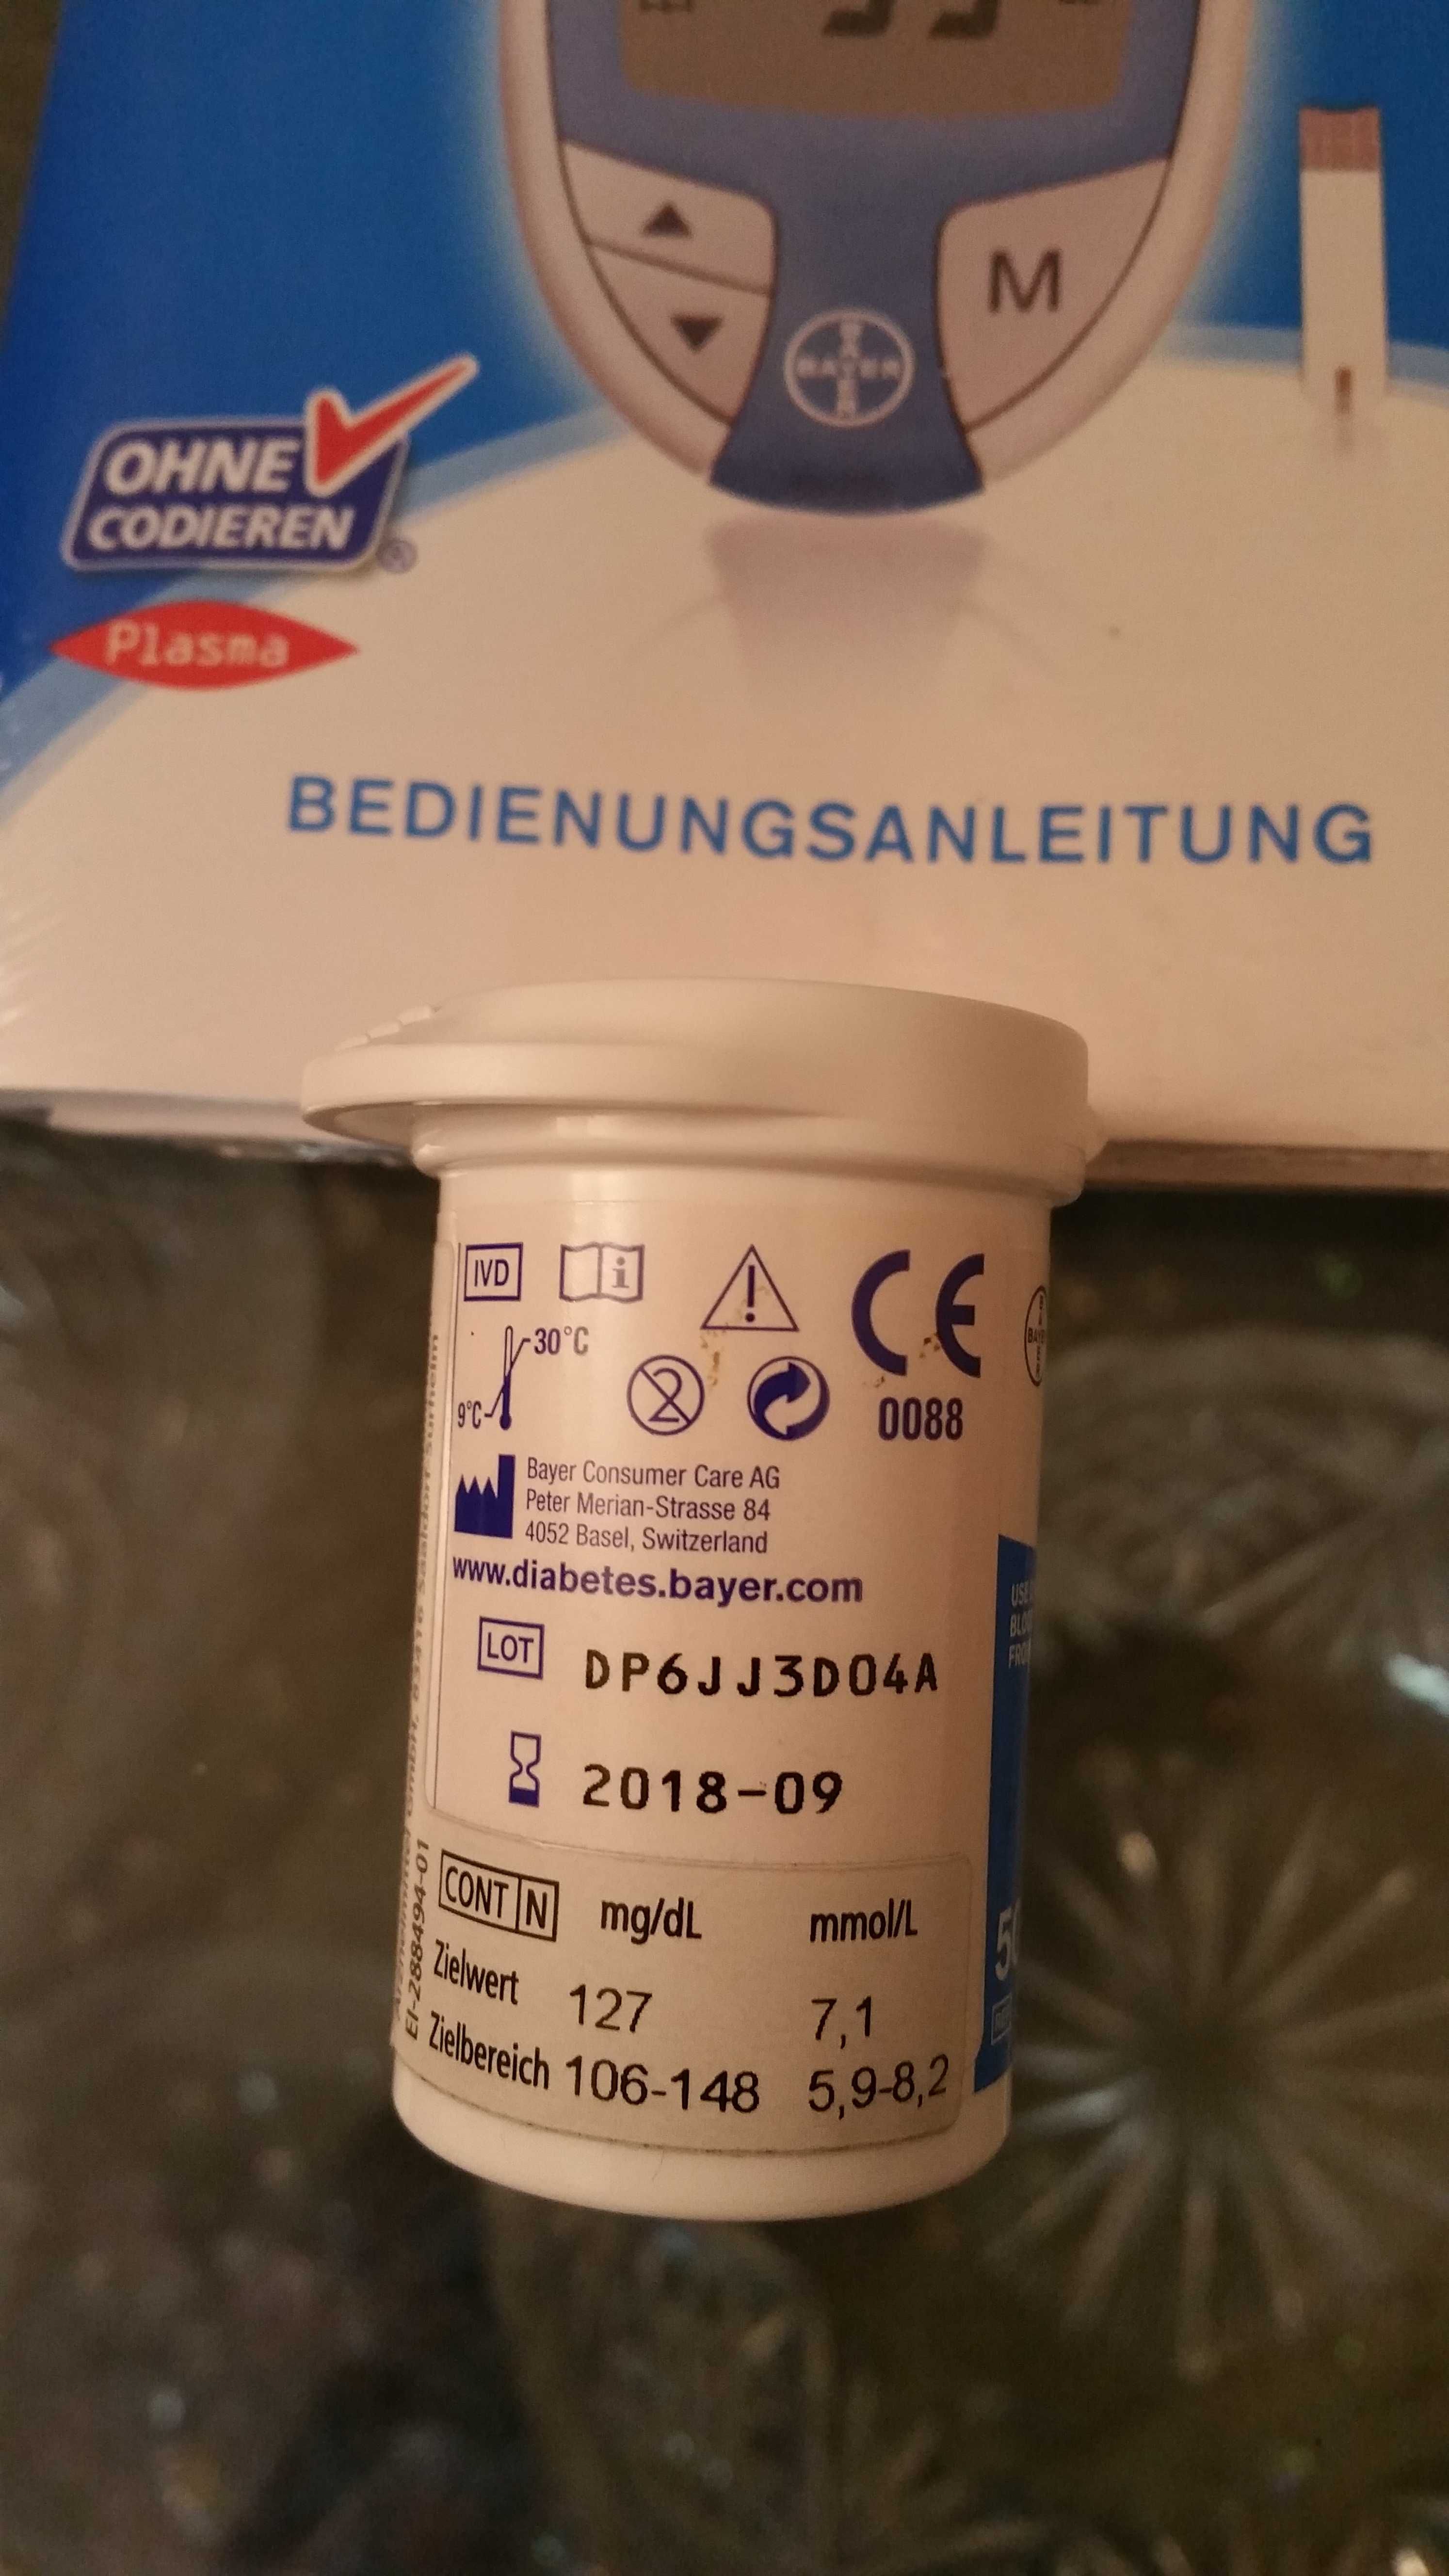 M
BAYER
OHNE
CODIEREN
®
Plasma
BEDIENUNGSANLEITUNG
IVD
i
!
CE
30°C
9°C
2
0088
BAYER
Bayer Consumer Care AG
Peter Merian-Strasse 84
4052 Basel, Switzerland
www.diabetes.bayer.com
LOT
DP6JJ3D04A
2018-09
CONT N mg/dL mmol/L
Zielwert 127 7,1
Zielbereich 106-148 5,9-8,2
EI-288494-01